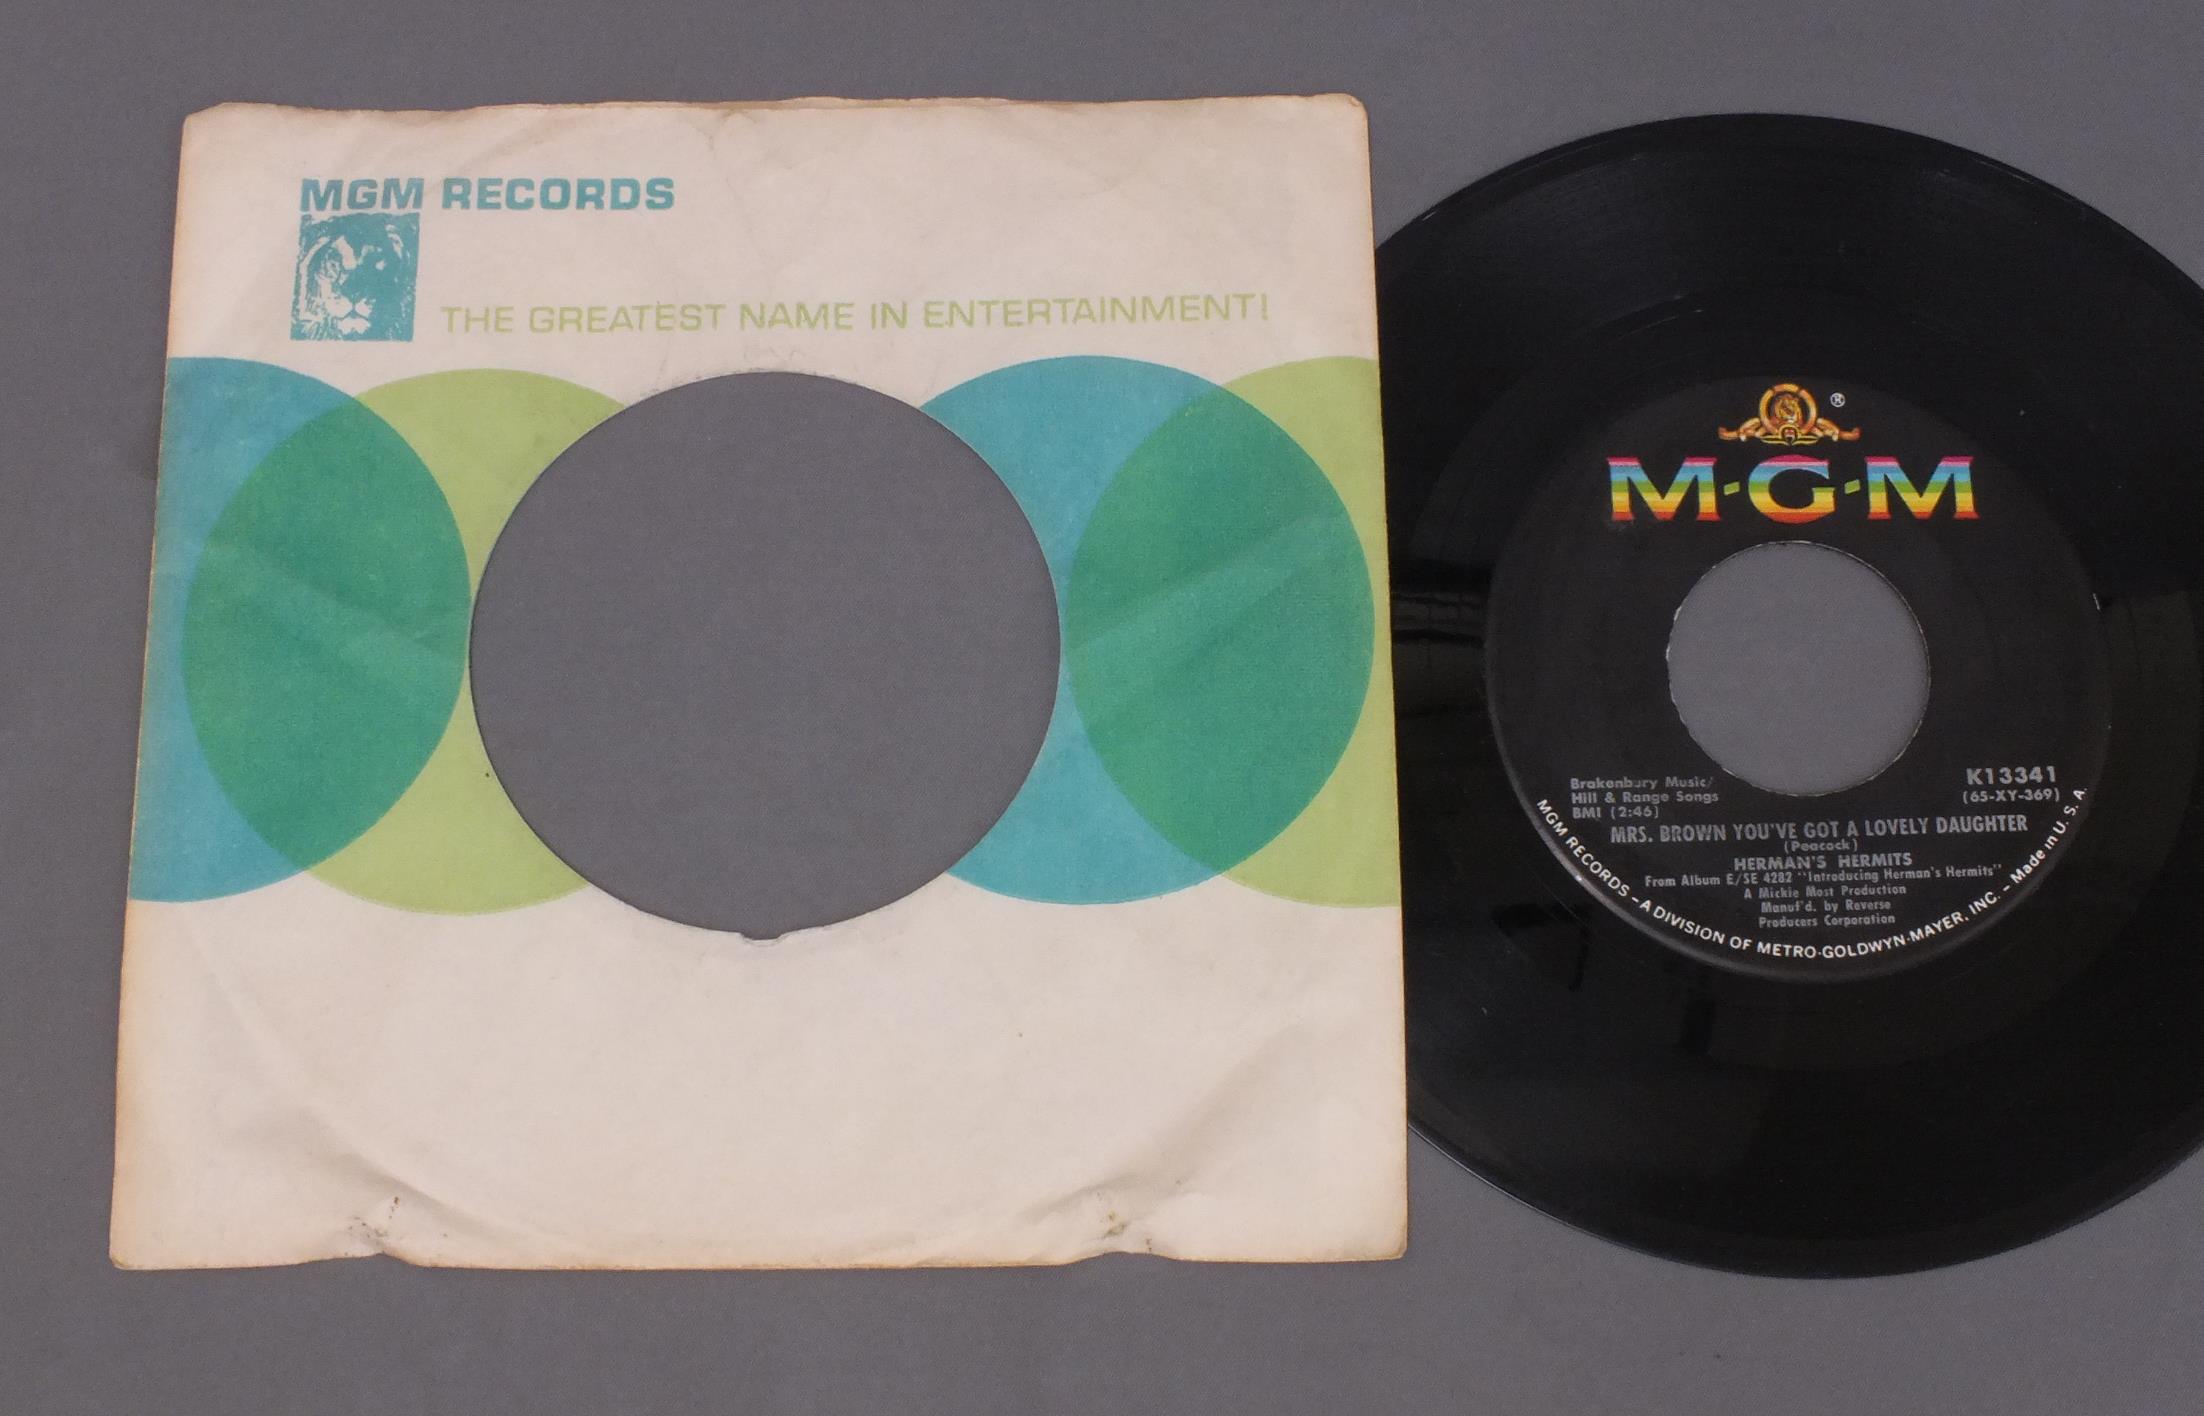 MGM RECORDS
THE GREATEST NAME IN ENTERTAINMENT!
®
M·G·M
Brakenbury Music/
Hill & Range Songs
BMI (2:46)
K13341
(65-XY-369)
MRS. BROWN YOU'VE GOT A LOVELY DAUGHTER
(Peacock)
HERMAN'S HERMITS
From Album E/SE 4282 "Introducing Herman's Hermits"
A Mickie Most Production
Manuf'd. by Reverse
Producers Corporation
MGM RECORDS – A DIVISION OF METRO-GOLDWYN-MAYER, INC. – Made in U. S. A.